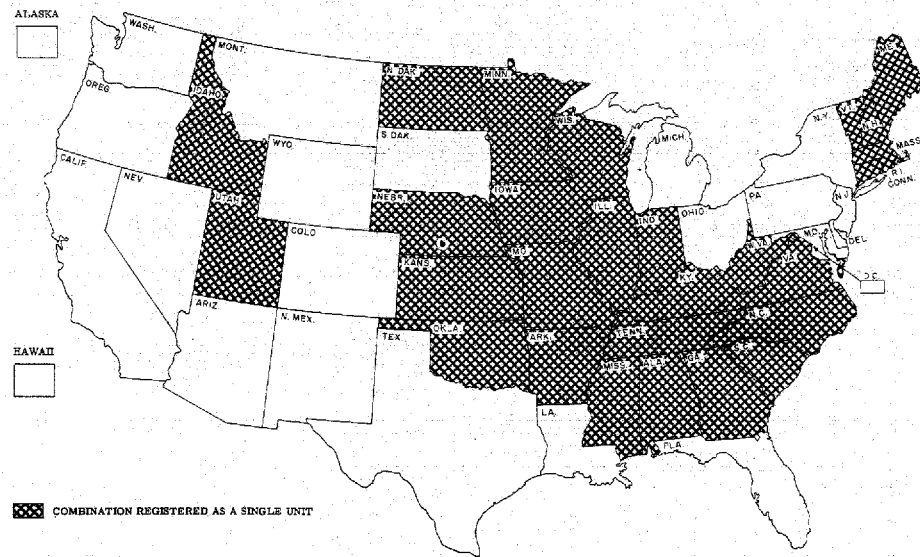 ALASKA
WASH.
MONT.
N. DAK.
MINN.
ME.
OREG.
IDAHO
WIS.
N.Y.
VT.
N.H.
S. DAK.
MICH.
MASS.
WYO.
R.I.
CONN.
CALIF.
NEV.
UTAH
NEBR.
IOWA
ILL.
IND.
OHIO
PA.
N.J.
COLO.
KANS.
MO.
KY.
W.VA.
VA.
MD.
DEL.
D.C.
ARIZ.
N. MEX.
OKLA.
ARK.
TENN.
N.C.
HAWAII
TEX.
MISS.
ALA.
GA.
S.C.
LA.
FLA.
COMBINATION REGISTERED AS A SINGLE UNIT